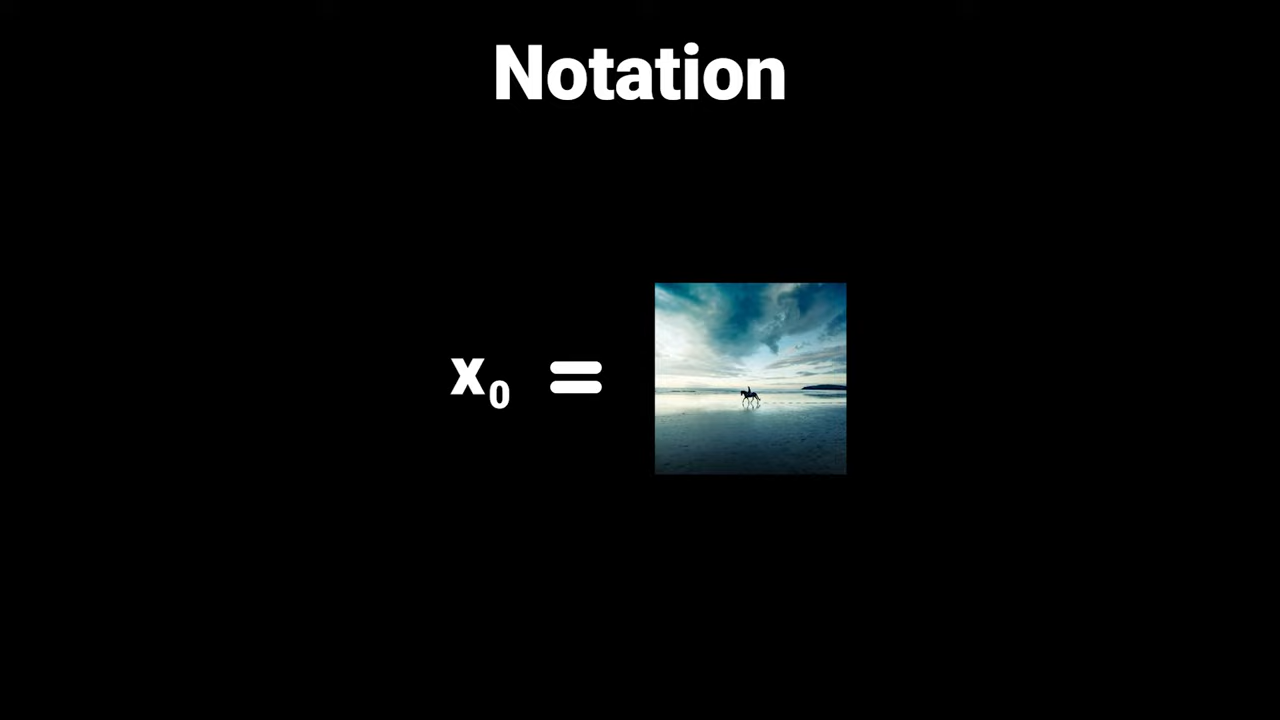 Notation
x₀ =